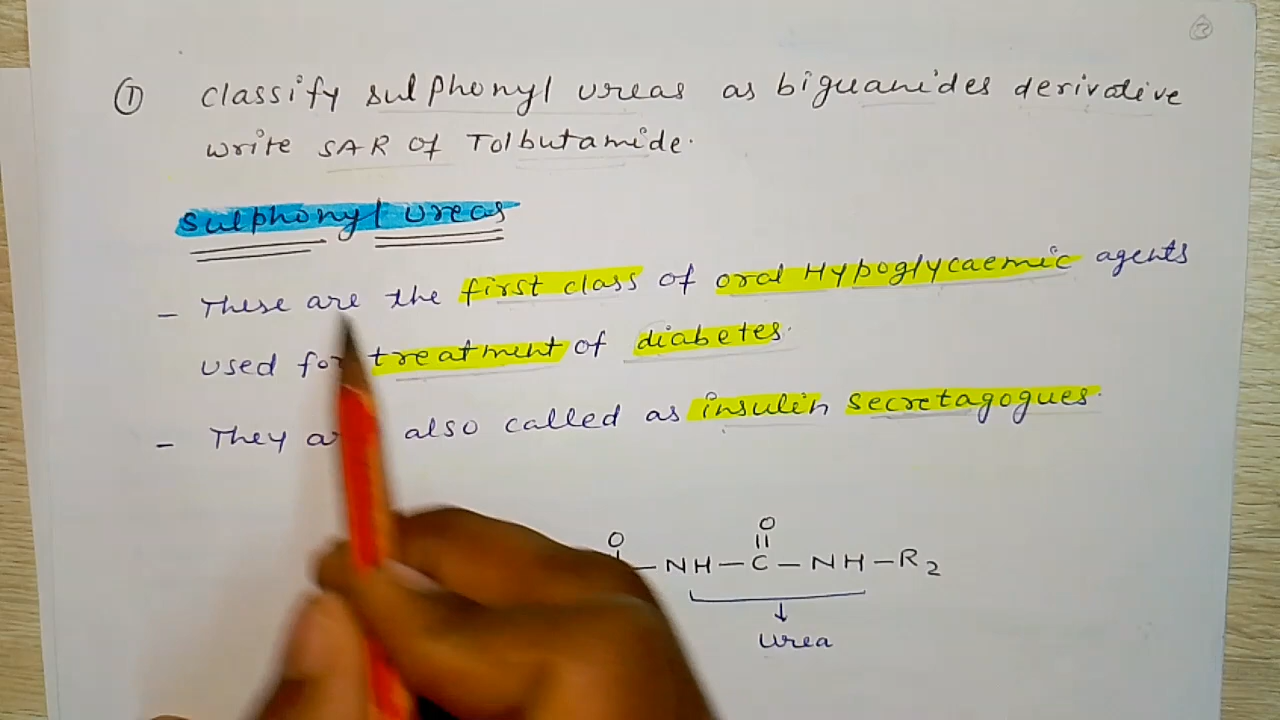 3
① classify sulphonyl ureas as biguanides derivative
write SAR of Tolbutamide.
Sulphonyl ureas
- These are the first class of oral Hypoglycaemic agents
used for treatment of diabetes.
- They also called as insulin secretagogues.
O O
||
NH-C-NH-R2
↓
Urea